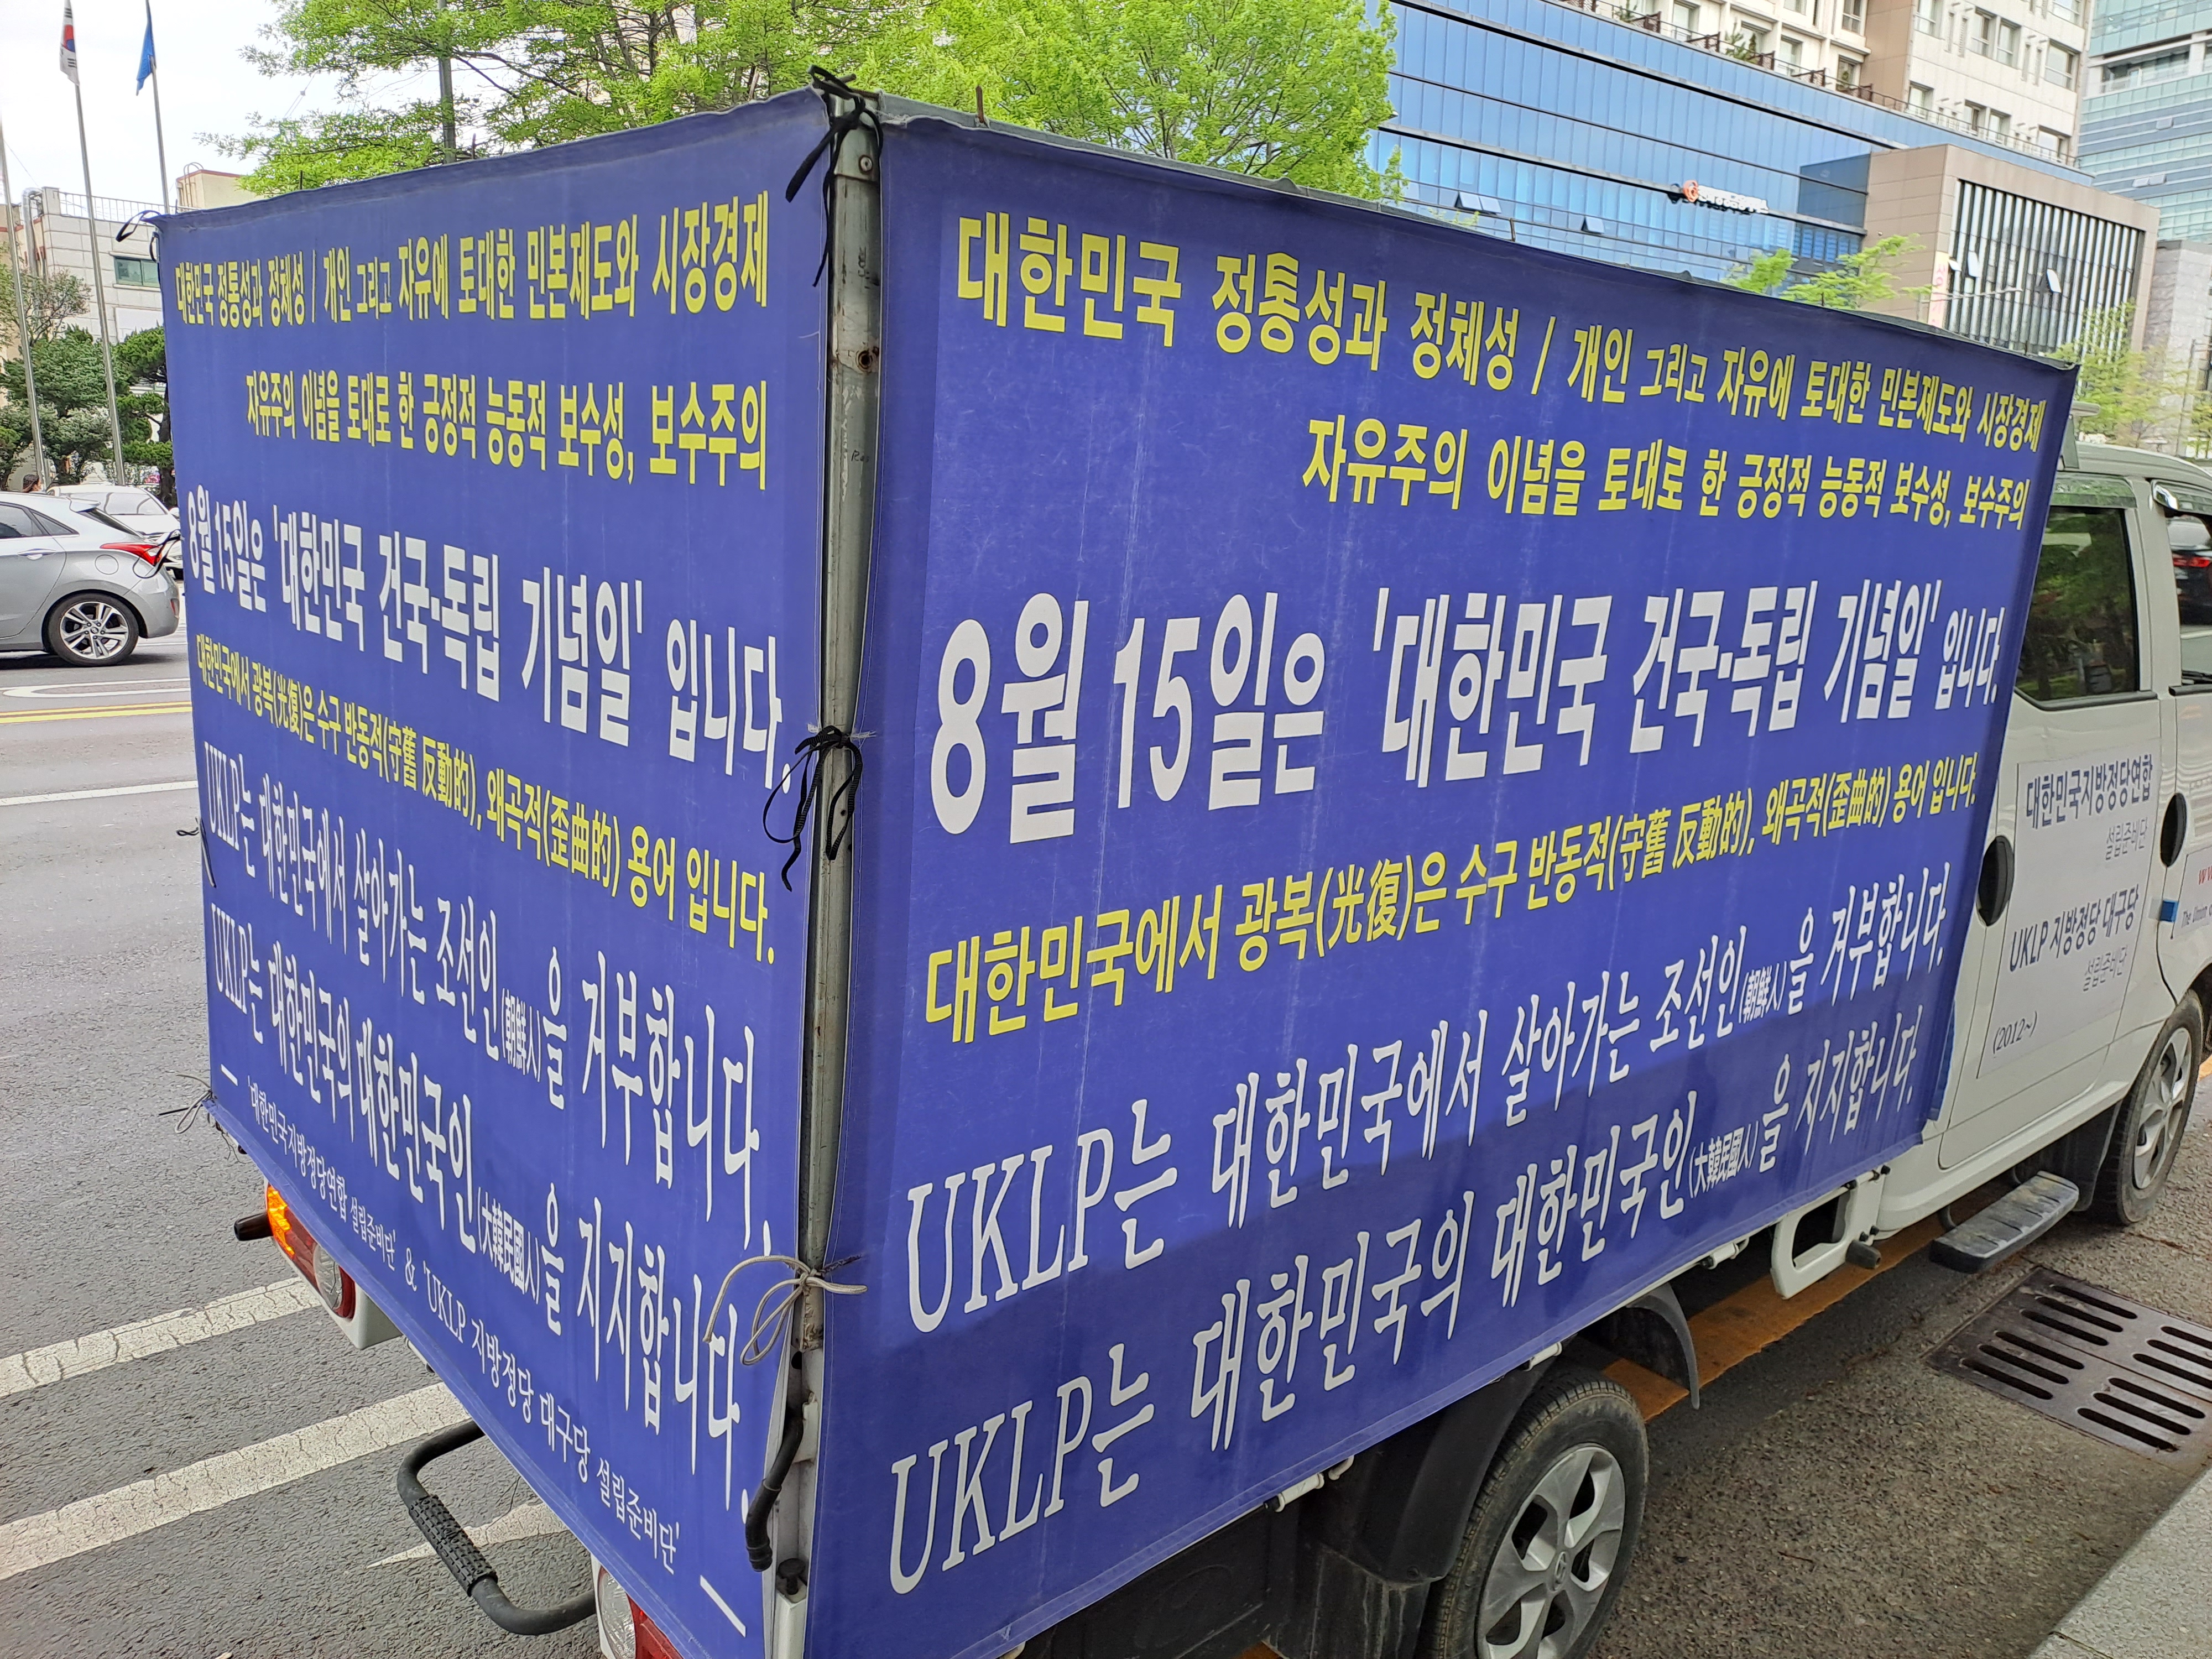 대한민국 정통성과 정체성 / 개인 그리고 자유에 토대한 민본제도와 시장경제
자유주의 이념을 토대로 한 긍정적 능동적 보수성, 보수주의
8월 15일은 '대한민국 건국·독립 기념일' 입니다.
대한민국에서 광복(光復)은 수구 반동적(守舊 反動的), 왜곡적(歪曲的) 용어 입니다.
UKLP는 대한민국에서 살아가는 조선인(朝鮮人)을 거부합니다.
UKLP는 대한민국의 대한민국인(大韓民國人)을 지지합니다.
— '대한민국지방정당연합 설립준비단' & 'UKLP 지방정당 대구당 설립준비단' —
대한민국 정통성과 정체성 / 개인 그리고 자유에 토대한 민본제도와 시장경제
자유주의 이념을 토대로 한 긍정적 능동적 보수성, 보수주의
8월 15일은 '대한민국 건국·독립 기념일' 입니다.
대한민국에서 광복(光復)은 수구 반동적(守舊 反動的), 왜곡적(歪曲的) 용어 입니다.
UKLP는 대한민국에서 살아가는 조선인(朝鮮人)을 거부합니다.
UKLP는 대한민국의 대한민국인(大韓民國人)을 지지합니다.
대한민국지방정당연합
설립준비단
UKLP 지방정당 대구당
설립준비단
(2012~)
The Union